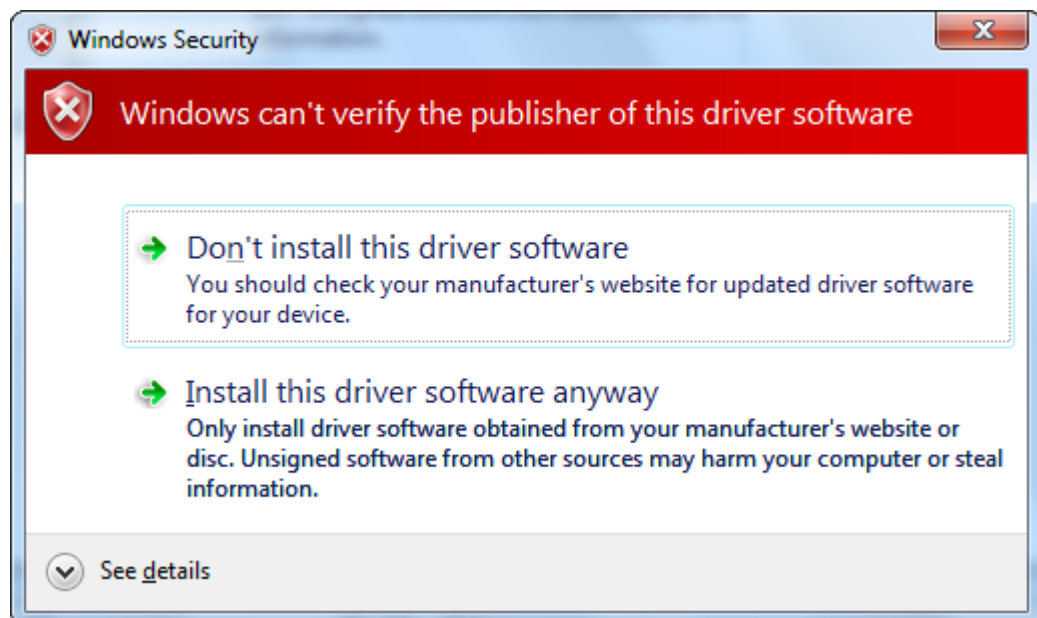 Windows Security
Windows can't verify the publisher of this driver software
Don't install this driver software
You should check your manufacturer's website for updated driver software
for your device.
Install this driver software anyway
Only install driver software obtained from your manufacturer's website or
disc. Unsigned software from other sources may harm your computer or steal
information.
See details